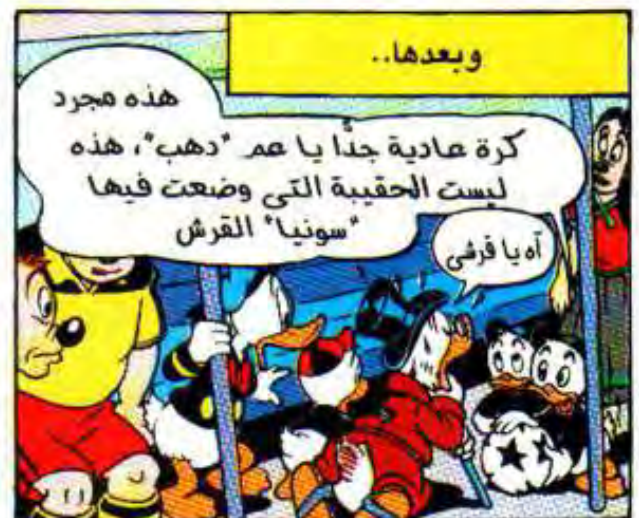 وبعدها..
هذه مجرد
كرة عادية جدًا يا عم "دهب"، هذه
ليست الحقيبة التى وضعت فيها
"سونيا" القرش
آه يا قرشى